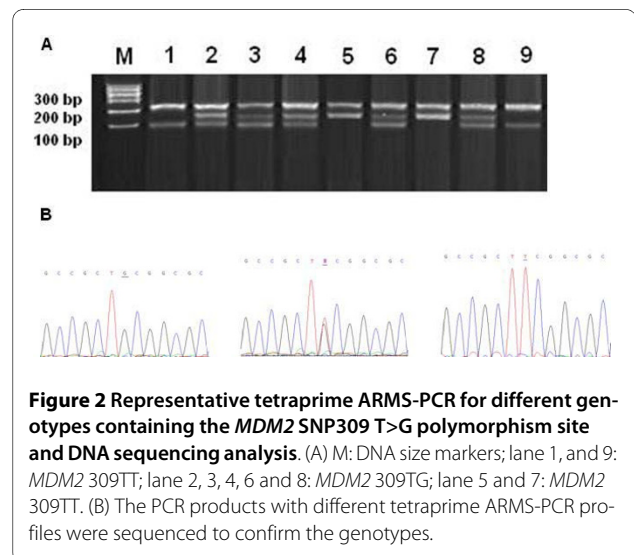 A
M 1 2 3 4 5 6 7 8 9
300 bp
200 bp
100 bp
B
G C C G C T G C G G C G C
G C C G C T N C G G C G C
G C C G C T T C G G C G C
Figure 2 Representative tetraprime ARMS-PCR for different gen-
otypes containing the MDM2 SNP309 T>G polymorphism site
and DNA sequencing analysis. (A) M: DNA size markers; lane 1, and 9:
MDM2 309TT; lane 2, 3, 4, 6 and 8: MDM2 309TG; lane 5 and 7: MDM2
309TT. (B) The PCR products with different tetraprime ARMS-PCR pro-
files were sequenced to confirm the genotypes.